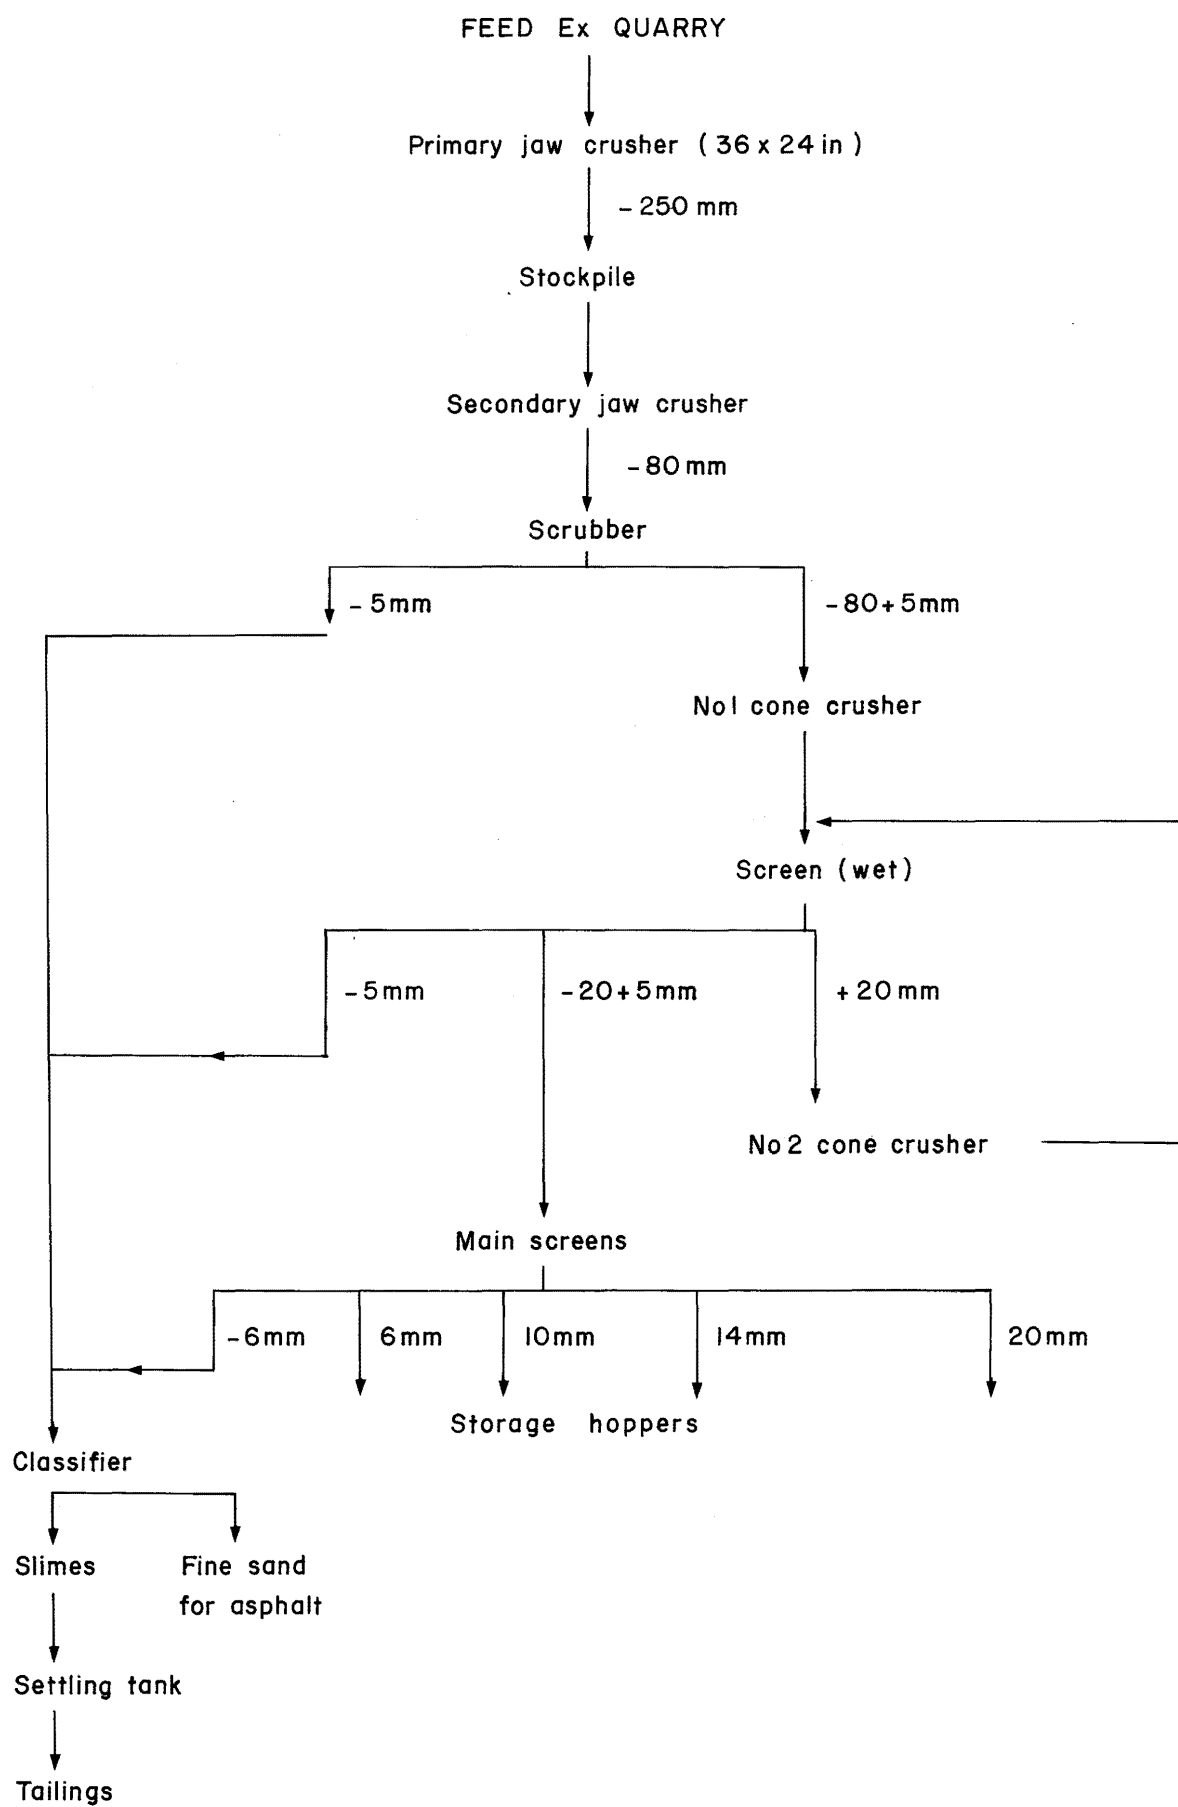 FEED Ex QUARRY
Primary jaw crusher (36 x 24 in)
-250 mm
Stockpile
Secondary jaw crusher
-80 mm
Scrubber
-5mm
-80+5mm
No1 cone crusher
Screen (wet)
-5mm
-20+5mm
+20mm
No2 cone crusher
Main screens
-6mm
6mm
10mm
14mm
20mm
Storage hoppers
Classifier
Slimes
Fine sand
for asphalt
Settling tank
Tailings